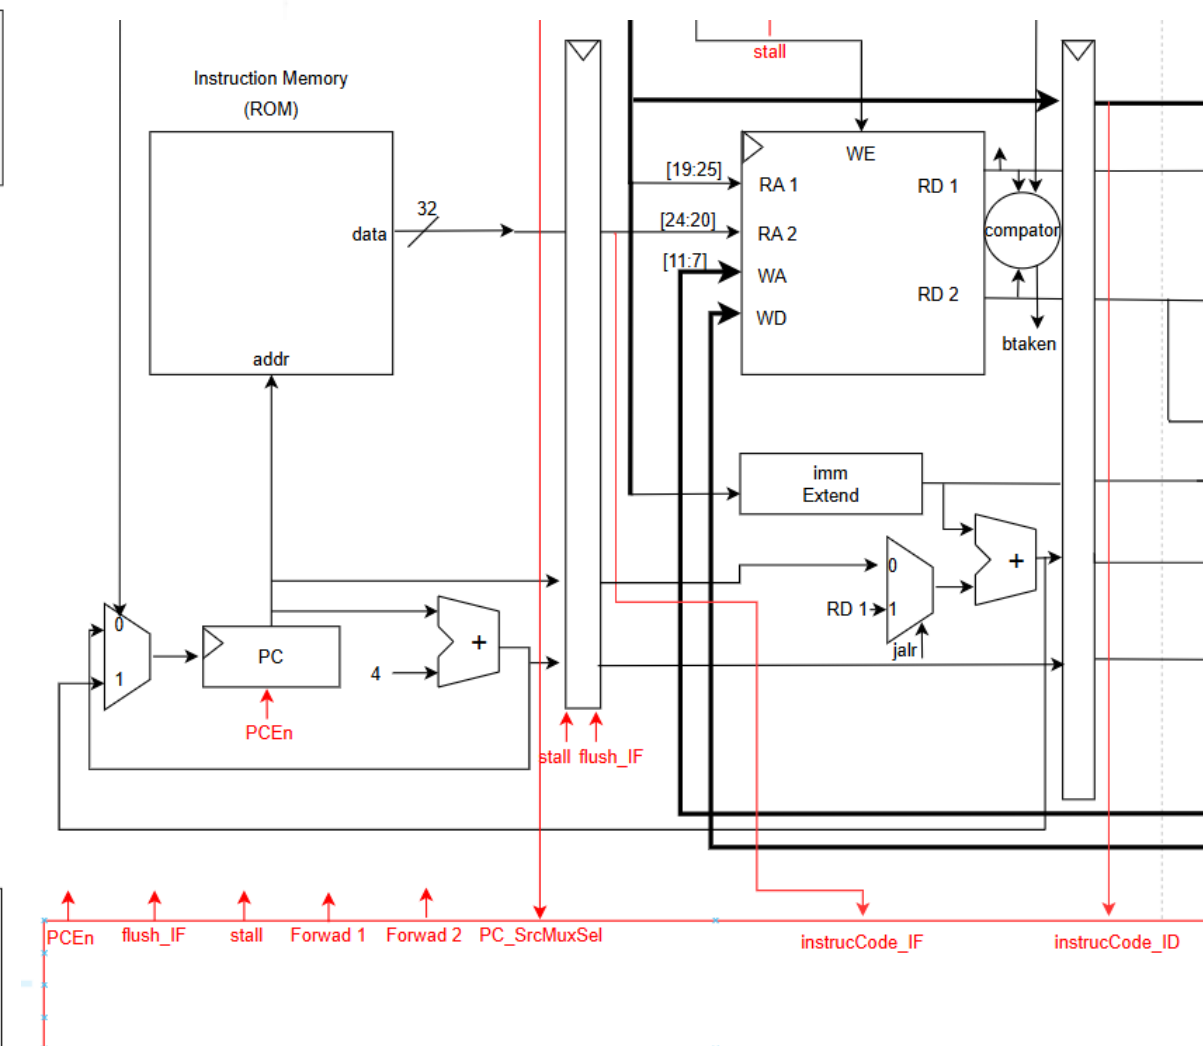 stall
Instruction Memory
(ROM)
WE
[19:25]
RA 1
RD 1
32
[24:20]
data
RA 2
compator
[11:7]
WA
RD 2
WD
btaken
addr
imm
Extend
0
+
RD 1
1
jalr
0
PC
+
1
4
PCEn
stall flush_IF
PCEn
flush_IF
stall
Forwad 1
Forwad 2
PC_SrcMuxSel
instrucCode_IF
instrucCode_ID